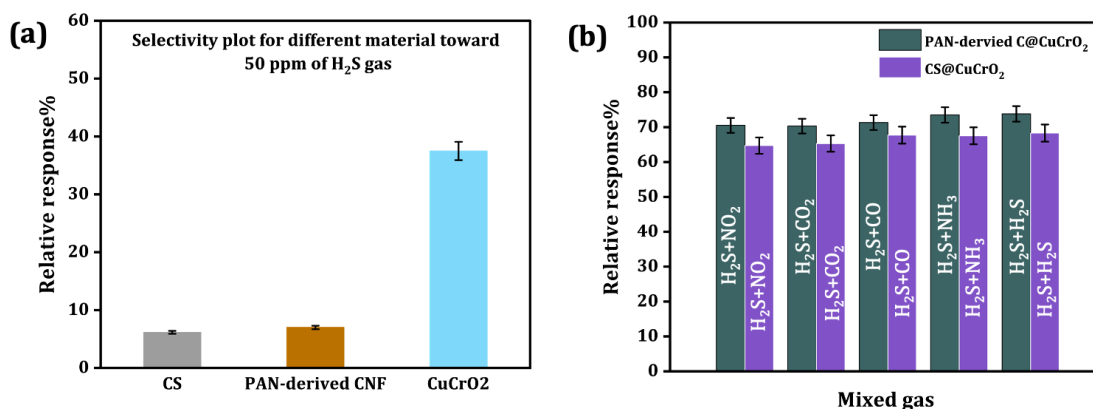 (a)
Selectivity plot for different material toward
50 ppm of H₂S gas
Relative response%
60
50
40
30
20
10
0
CS
PAN-derived CNF
CuCrO2
(b)
PAN-dervied C@CuCrO₂
CS@CuCrO₂
Relative response%
100
90
80
70
60
50
40
30
20
10
0
H₂S+NO₂
H₂S+NO₂
H₂S+CO₂
H₂S+CO₂
H₂S+CO
H₂S+CO
H₂S+NH₃
H₂S+NH₃
H₂S+H₂S
H₂S+H₂S
Mixed gas